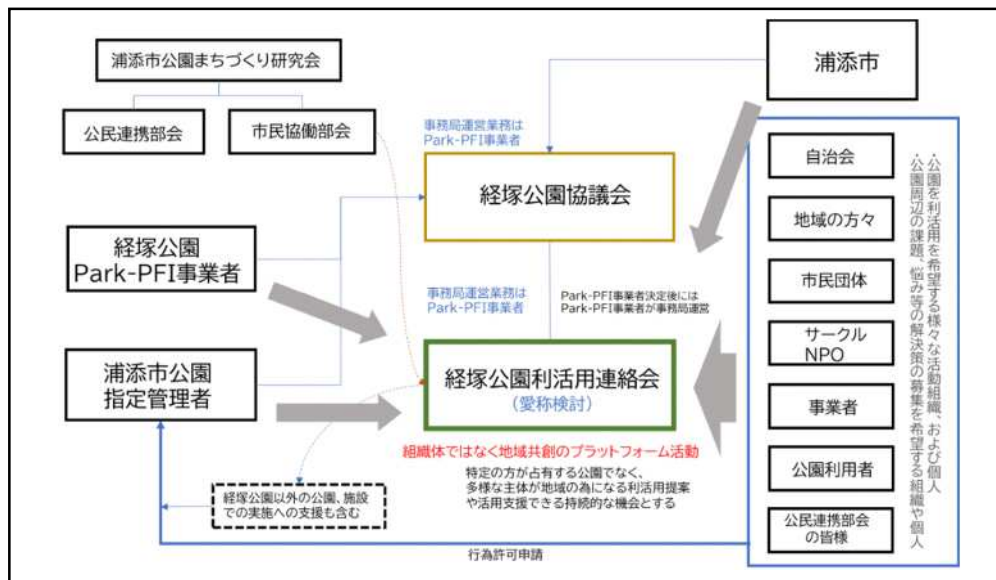 浦添市公園まちづくり研究会
公民連携部会
市民協働部会
浦添市
事務局運営業務は
Park-PFI事業者
経塚公園協議会
経塚公園
Park-PFI事業者
事務局運営業務は
Park-PFI事業者
Park-PFI事業者決定後には
Park-PFI事業者が事務局運営
浦添市公園
指定管理者
経塚公園利活用連絡会
（愛称検討）
組織体ではなく地域共創のプラットフォーム活動
特定の方が占有する公園でなく、
多様な主体が地域の為になる利活用提案
や活用支援できる持続的な機会とする
経塚公園以外の公園、施設
での実施への支援も含む
行為許可申請
自治会
地域の方々
市民団体
サークル
NPO
事業者
公園利用者
公民連携部会
の皆様
・公園を利活用を希望する様々な活動組織、および個人
・公園周辺の課題、悩み等の解決策の募集を希望する組織や個人